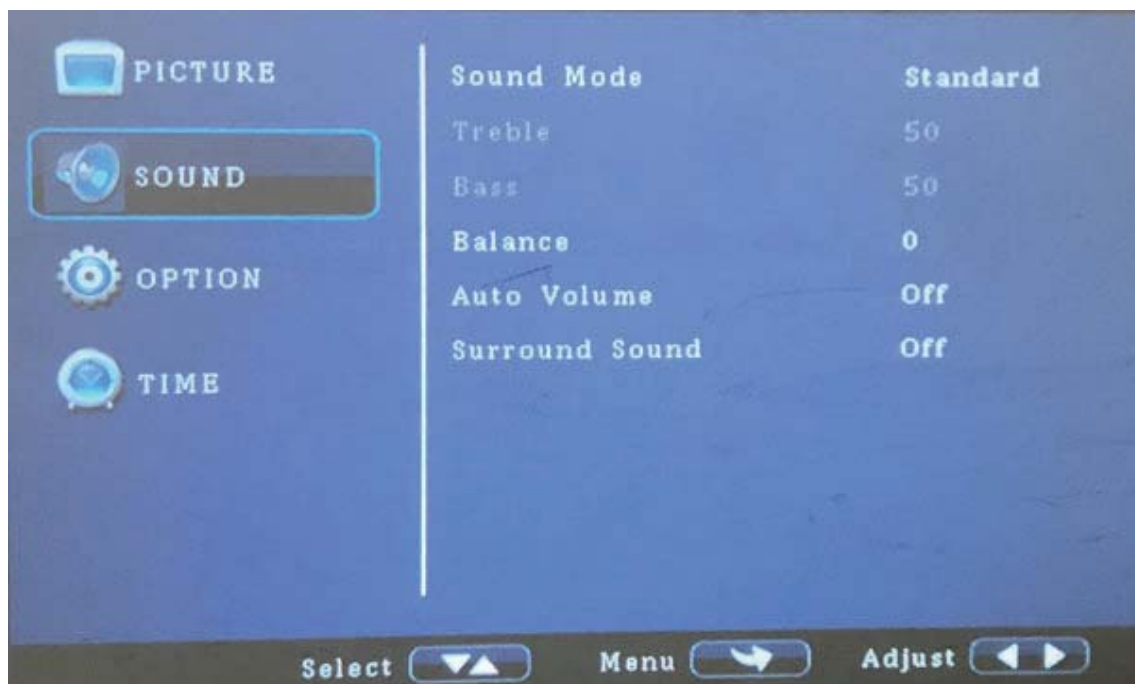 PICTURE
SOUND
OPTION
TIME
Sound Mode Standard
Treble 50
Bass 50
Balance 0
Auto Volume Off
Surround Sound Off
Select Menu Adjust